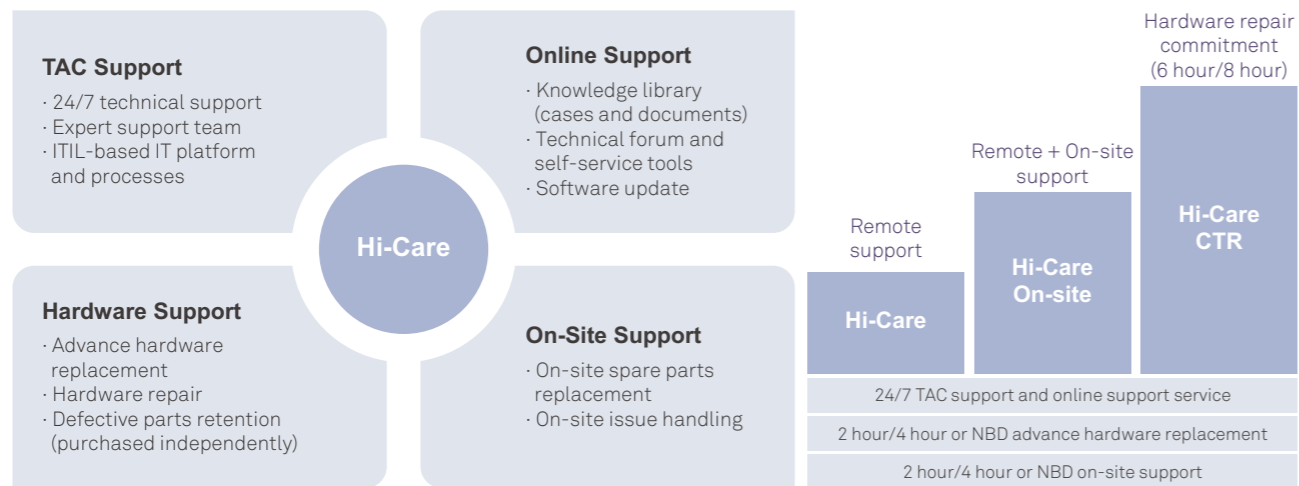 TAC Support
· 24/7 technical support
· Expert support team
· ITIL-based IT platform
and processes
Online Support
· Knowledge library
(cases and documents)
· Technical forum and
self-service tools
· Software update
Hi-Care
Hardware Support
· Advance hardware
replacement
· Hardware repair
· Defective parts retention
(purchased independently)
On-Site Support
· On-site spare parts
replacement
· On-site issue handling
Remote
support
Hi-Care
Remote + On-site
support
Hi-Care
On-site
Hardware repair
commitment
(6 hour/8 hour)
Hi-Care
CTR
24/7 TAC support and online support service
2 hour/4 hour or NBD advance hardware replacement
2 hour/4 hour or NBD on-site support